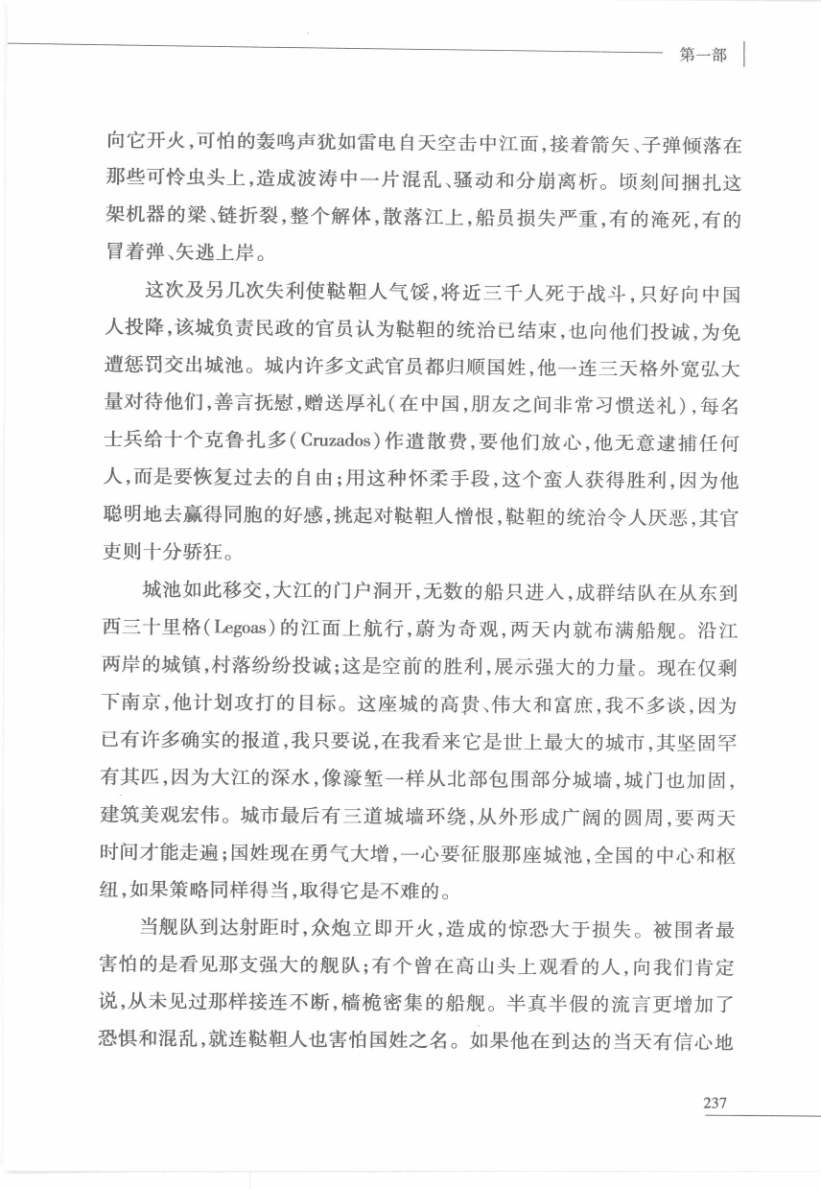 第一部
向它开火,可怕的轰鸣声犹如雷电自天空击中江面,接着箭矢、子弹倾落在
那些可怜虫头上,造成波涛中一片混乱、骚动和分崩离析。顷刻间捆扎这
架机器的梁、链折裂,整个解体,散落江上,船员损失严重,有的淹死,有的
冒着弹、矢逃上岸。
这次及另几次失利使鞑靼人气馁,将近三千人死于战斗,只好向中国
人投降,该城负责民政的官员认为鞑靼的统治已结束,也向他们投诚,为免
遭惩罚交出城池。城内许多文武官员都归顺国姓,他一连三天格外宽弘大
量对待他们,善言抚慰,赠送厚礼(在中国,朋友之间非常习惯送礼),每名
士兵给十个克鲁扎多(Cruzados)作遣散费,要他们放心,他无意逮捕任何
人,而是要恢复过去的自由;用这种怀柔手段,这个蛮人获得胜利,因为他
聪明地去赢得同胞的好感,挑起对鞑靼人憎恨,鞑靼的统治令人厌恶,其官
吏则十分骄狂。
城池如此移交,大江的门户洞开,无数的船只进入,成群结队在从东到
西三十里格(Legoas)的江面上航行,蔚为奇观,两天内就布满船舰。沿江
两岸的城镇,村落纷纷投诚;这是空前的胜利,展示强大的力量。现在仅剩
下南京,他计划攻打的目标。这座城的高贵、伟大和富庶,我不多谈,因为
已有许多确实的报道,我只要说,在我看来它是世上最大的城市,其坚固罕
有其匹,因为大江的深水,像濠堑一样从北部包围部分城墙,城门也加固,
建筑美观宏伟。城市最后有三道城墙环绕,从外形成广阔的圆周,要两天
时间才能走遍;国姓现在勇气大增,一心要征服那座城池,全国的中心和枢
纽,如果策略同样得当,取得它是不难的。
当舰队到达射距时,众炮立即开火,造成的惊恐大于损失。被围者最
害怕的是看见那支强大的舰队;有个曾在高山头上观看的人,向我们肯定
说,从未见过那样接连不断,樯桅密集的船舰。半真半假的流言更增加了
恐惧和混乱,就连鞑靼人也害怕国姓之名。如果他在到达的当天有信心地
237